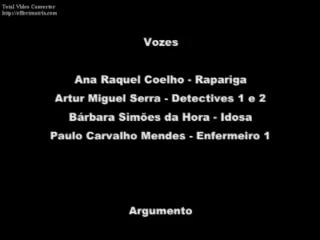 Total Video Converter
http://effectmatrix.com
Vozes
Ana Raquel Coelho - Rapariga
Artur Miguel Serra - Detectives 1 e 2
Bárbara Simões da Hora - Idosa
Paulo Carvalho Mendes - Enfermeiro 1
Argumento